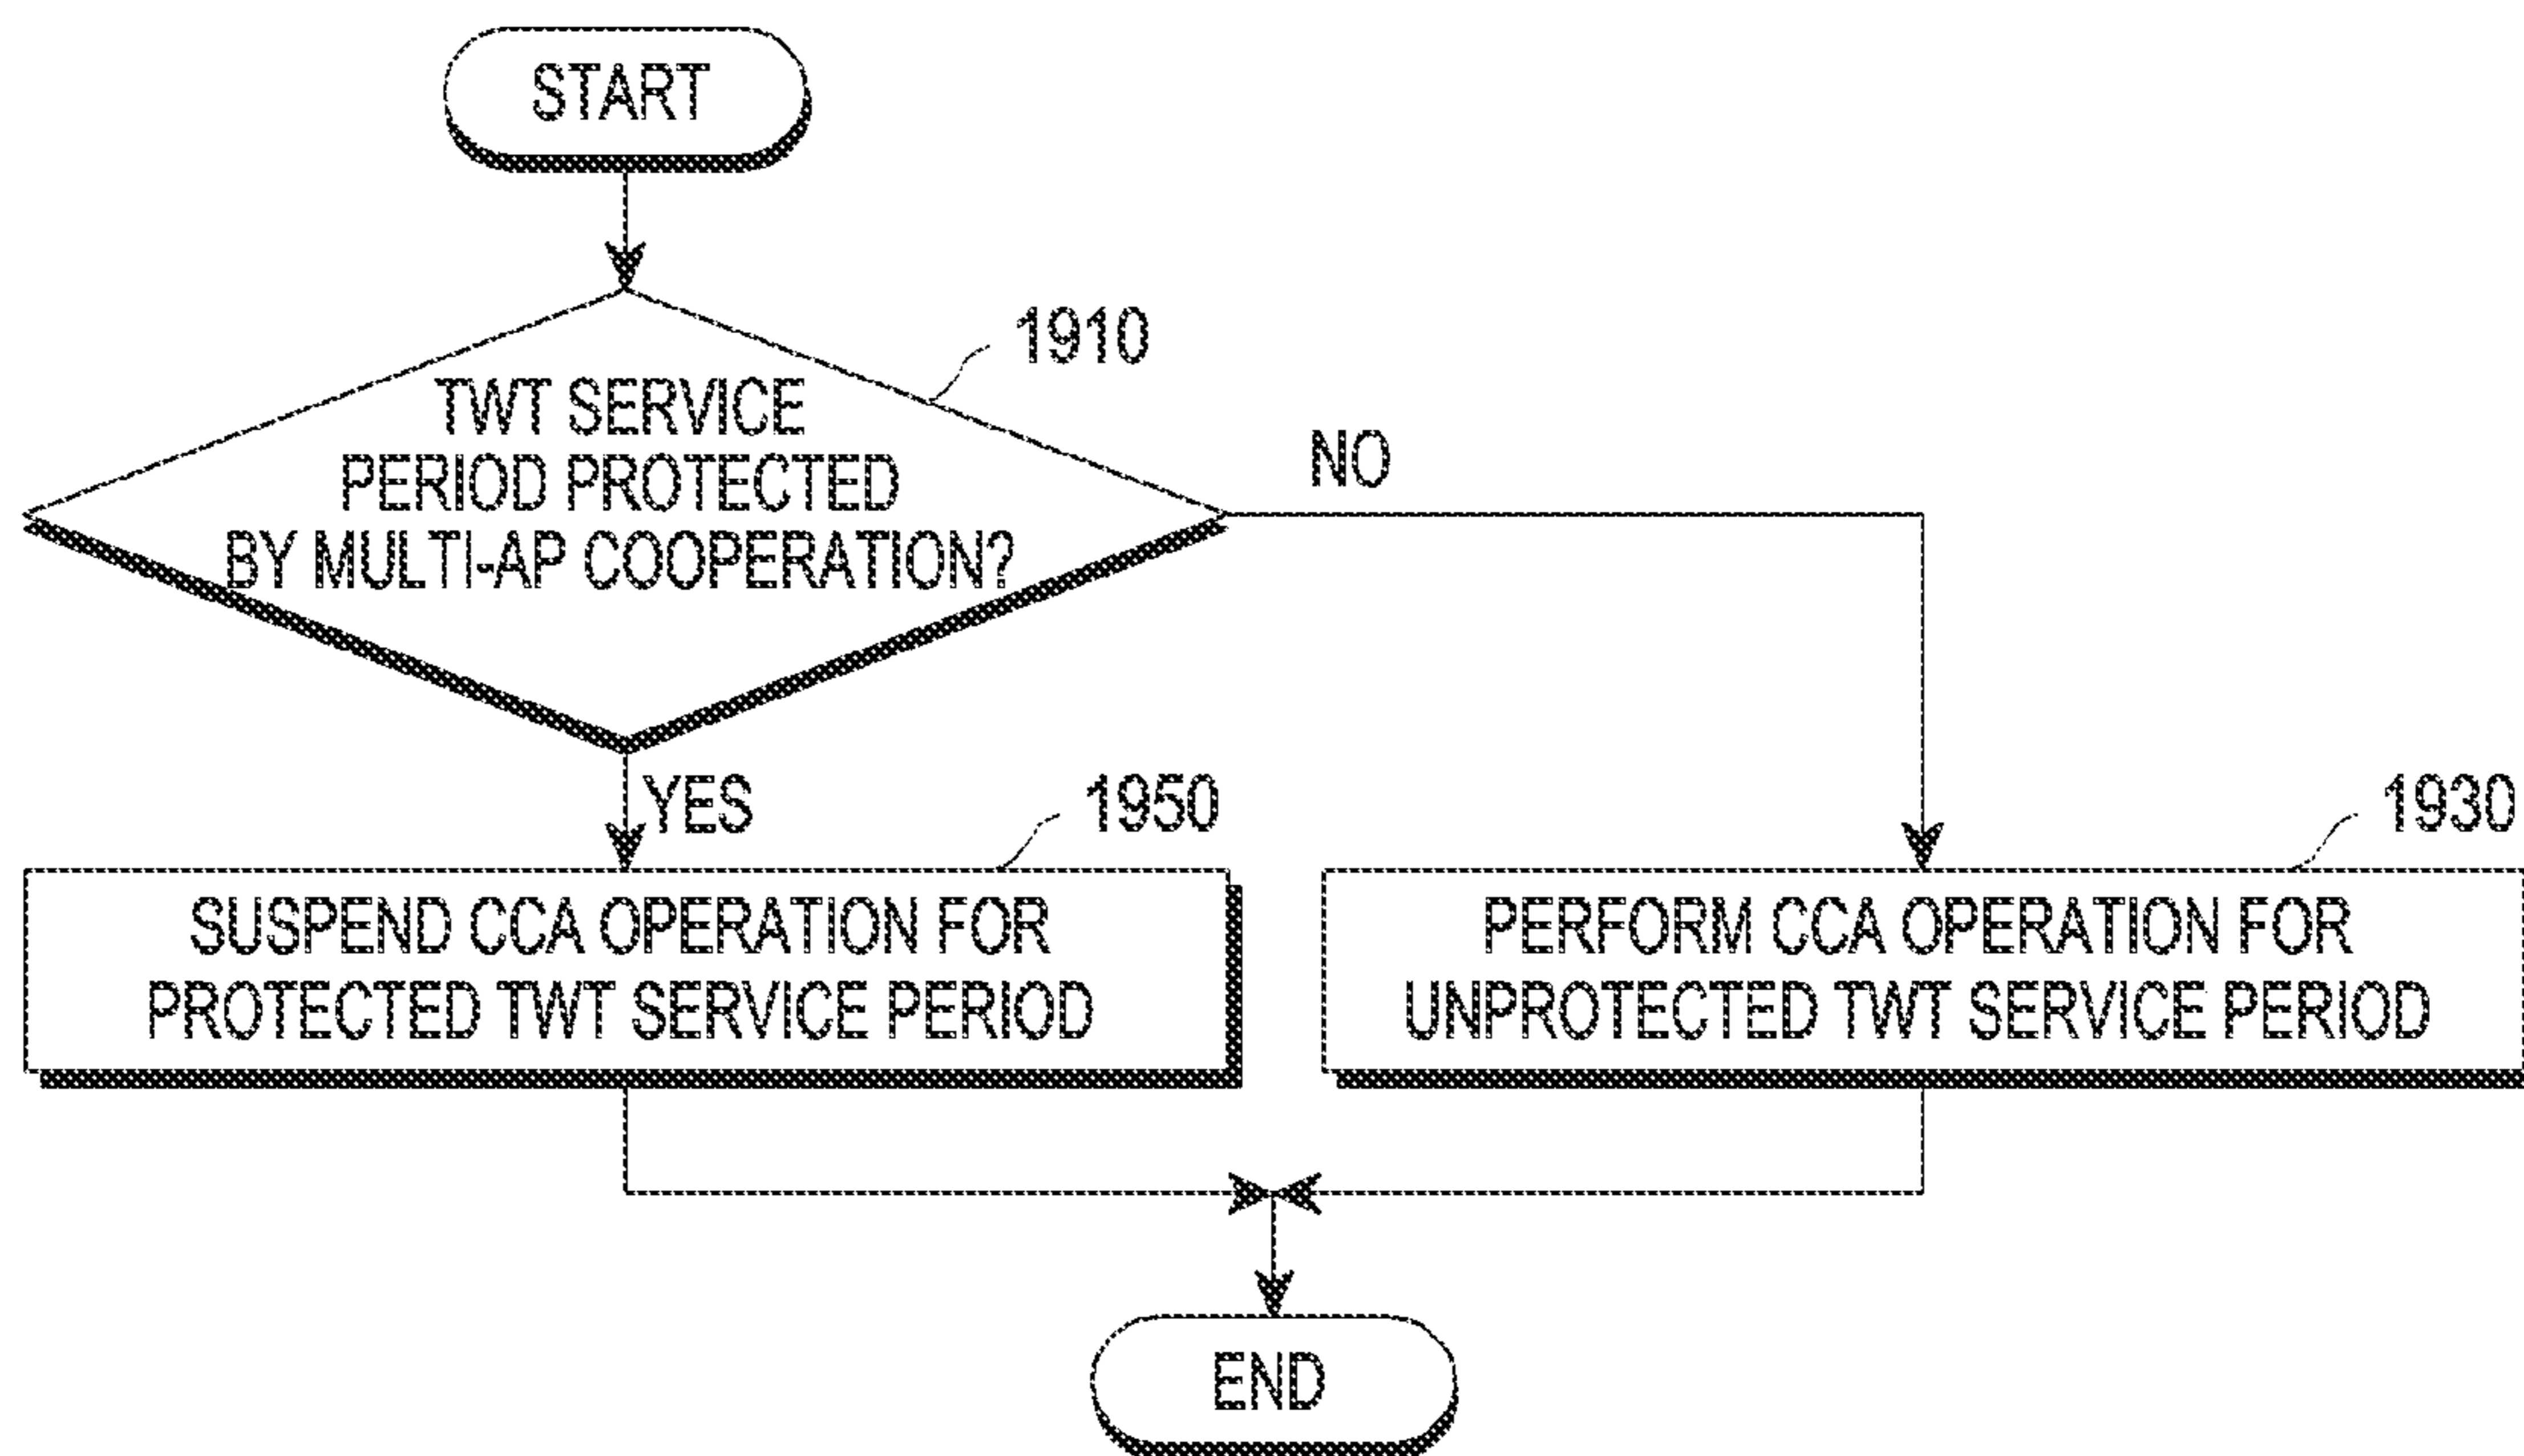 START
1910
TWT SERVICE
PERIOD PROTECTED
BY MULTI-AP COOPERATION?
NO
YES
1950
SUSPEND CCA OPERATION FOR
PROTECTED TWT SERVICE PERIOD
1930
PERFORM CCA OPERATION FOR
UNPROTECTED TWT SERVICE PERIOD
END